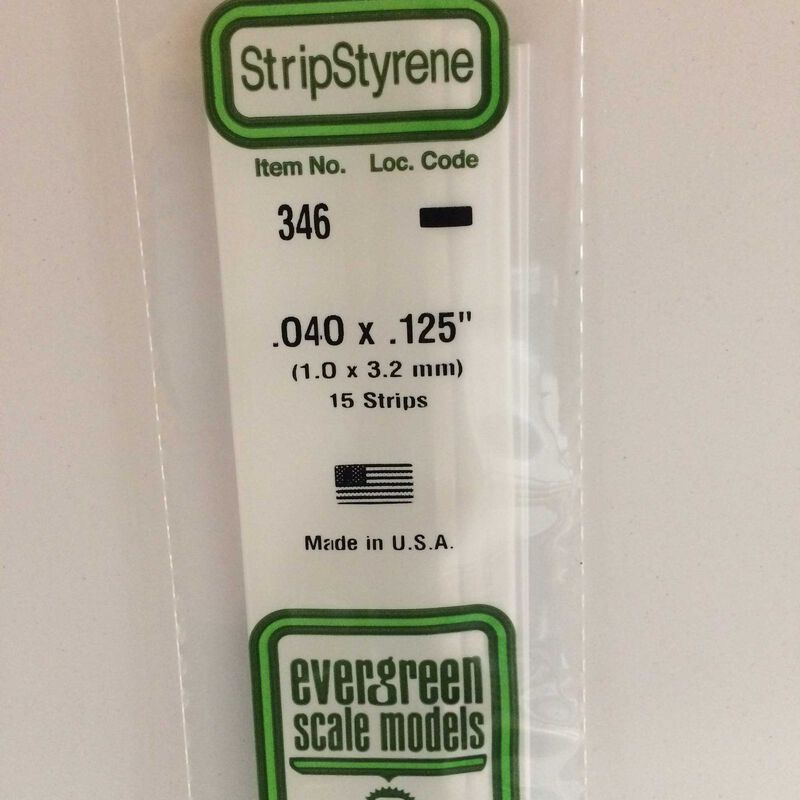 StripStyrene
Item No. Loc. Code
346
.040 x .125"
(1.0 x 3.2 mm)
15 Strips
Made in U.S.A.
evergreen
scale models